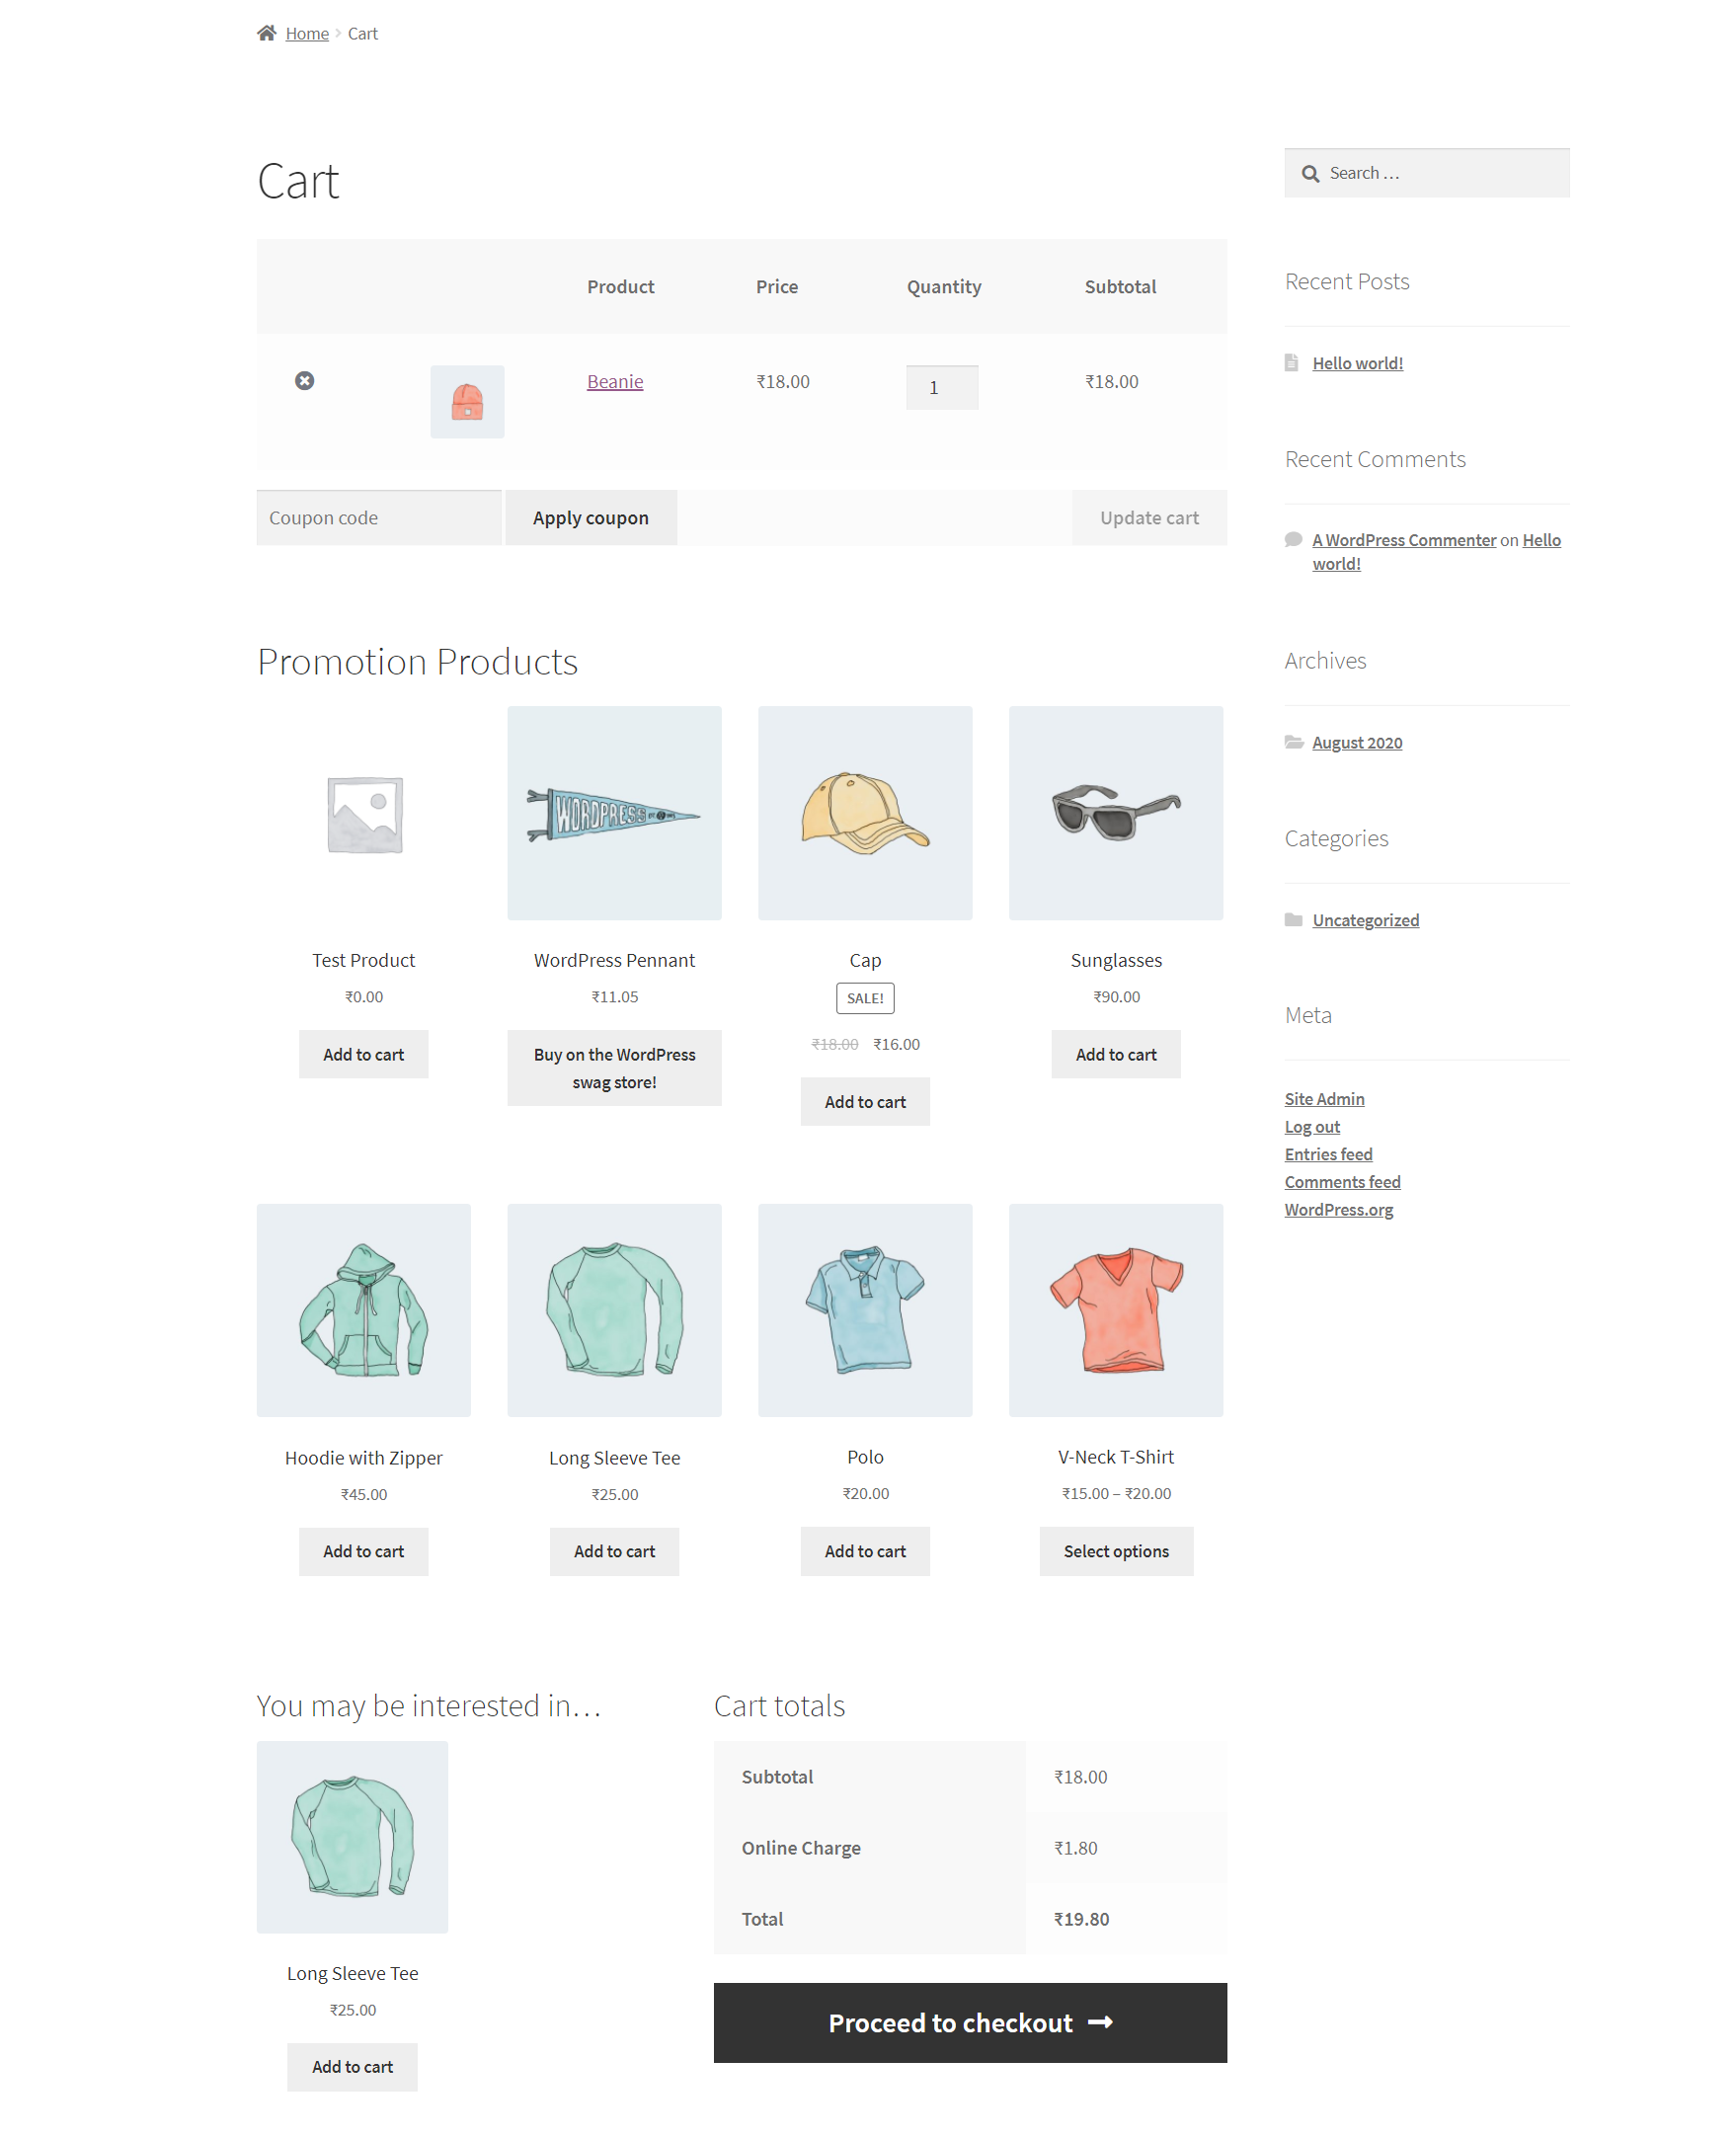 Home › Cart
Cart
Search …
Product Price Quantity Subtotal
Beanie ₹18.00 1 ₹18.00
Coupon code Apply coupon Update cart
Recent Posts
Hello world!
Recent Comments
A WordPress Commenter on Hello
world!
Archives
August 2020
Categories
Uncategorized
Meta
Site Admin
Log out
Entries feed
Comments feed
WordPress.org
Promotion Products
WORDPRESS
Test Product
₹0.00
Add to cart
WordPress Pennant
₹11.05
Buy on the WordPress
swag store!
Cap
SALE!
₹18.00 ₹16.00
Add to cart
Sunglasses
₹90.00
Add to cart
Hoodie with Zipper
₹45.00
Add to cart
Long Sleeve Tee
₹25.00
Add to cart
Polo
₹20.00
Add to cart
V-Neck T-Shirt
₹15.00 – ₹20.00
Select options
You may be interested in…
Long Sleeve Tee
₹25.00
Add to cart
Cart totals
Subtotal ₹18.00
Online Charge ₹1.80
Total ₹19.80
Proceed to checkout